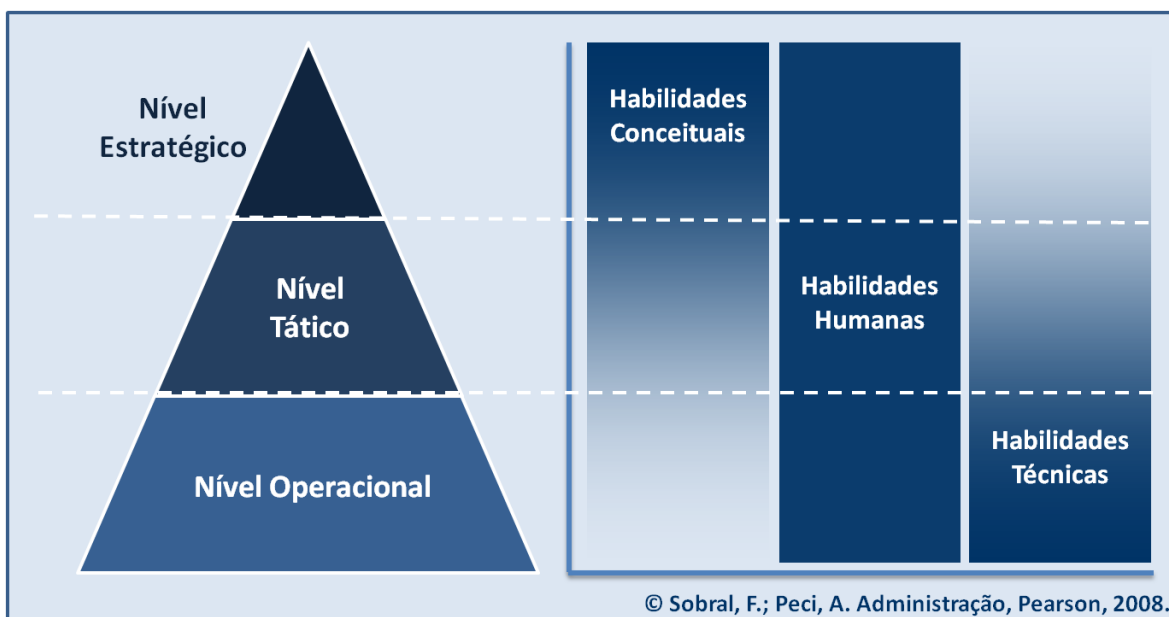 Nível
Estratégico
Nível
Tático
Nível Operacional
Habilidades
Conceituais
Habilidades
Humanas
Habilidades
Técnicas
© Sobral, F.; Peci, A. Administração, Pearson, 2008.